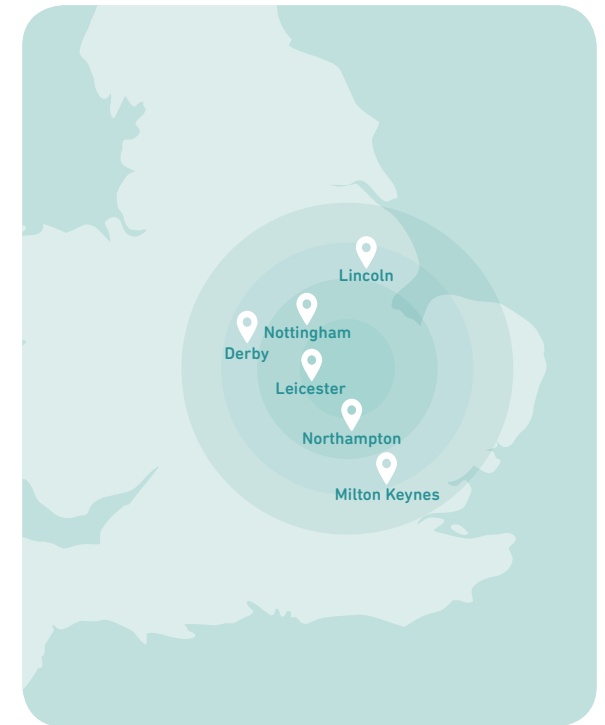 Lincoln
Nottingham
Derby
Leicester
Northampton
Milton Keynes